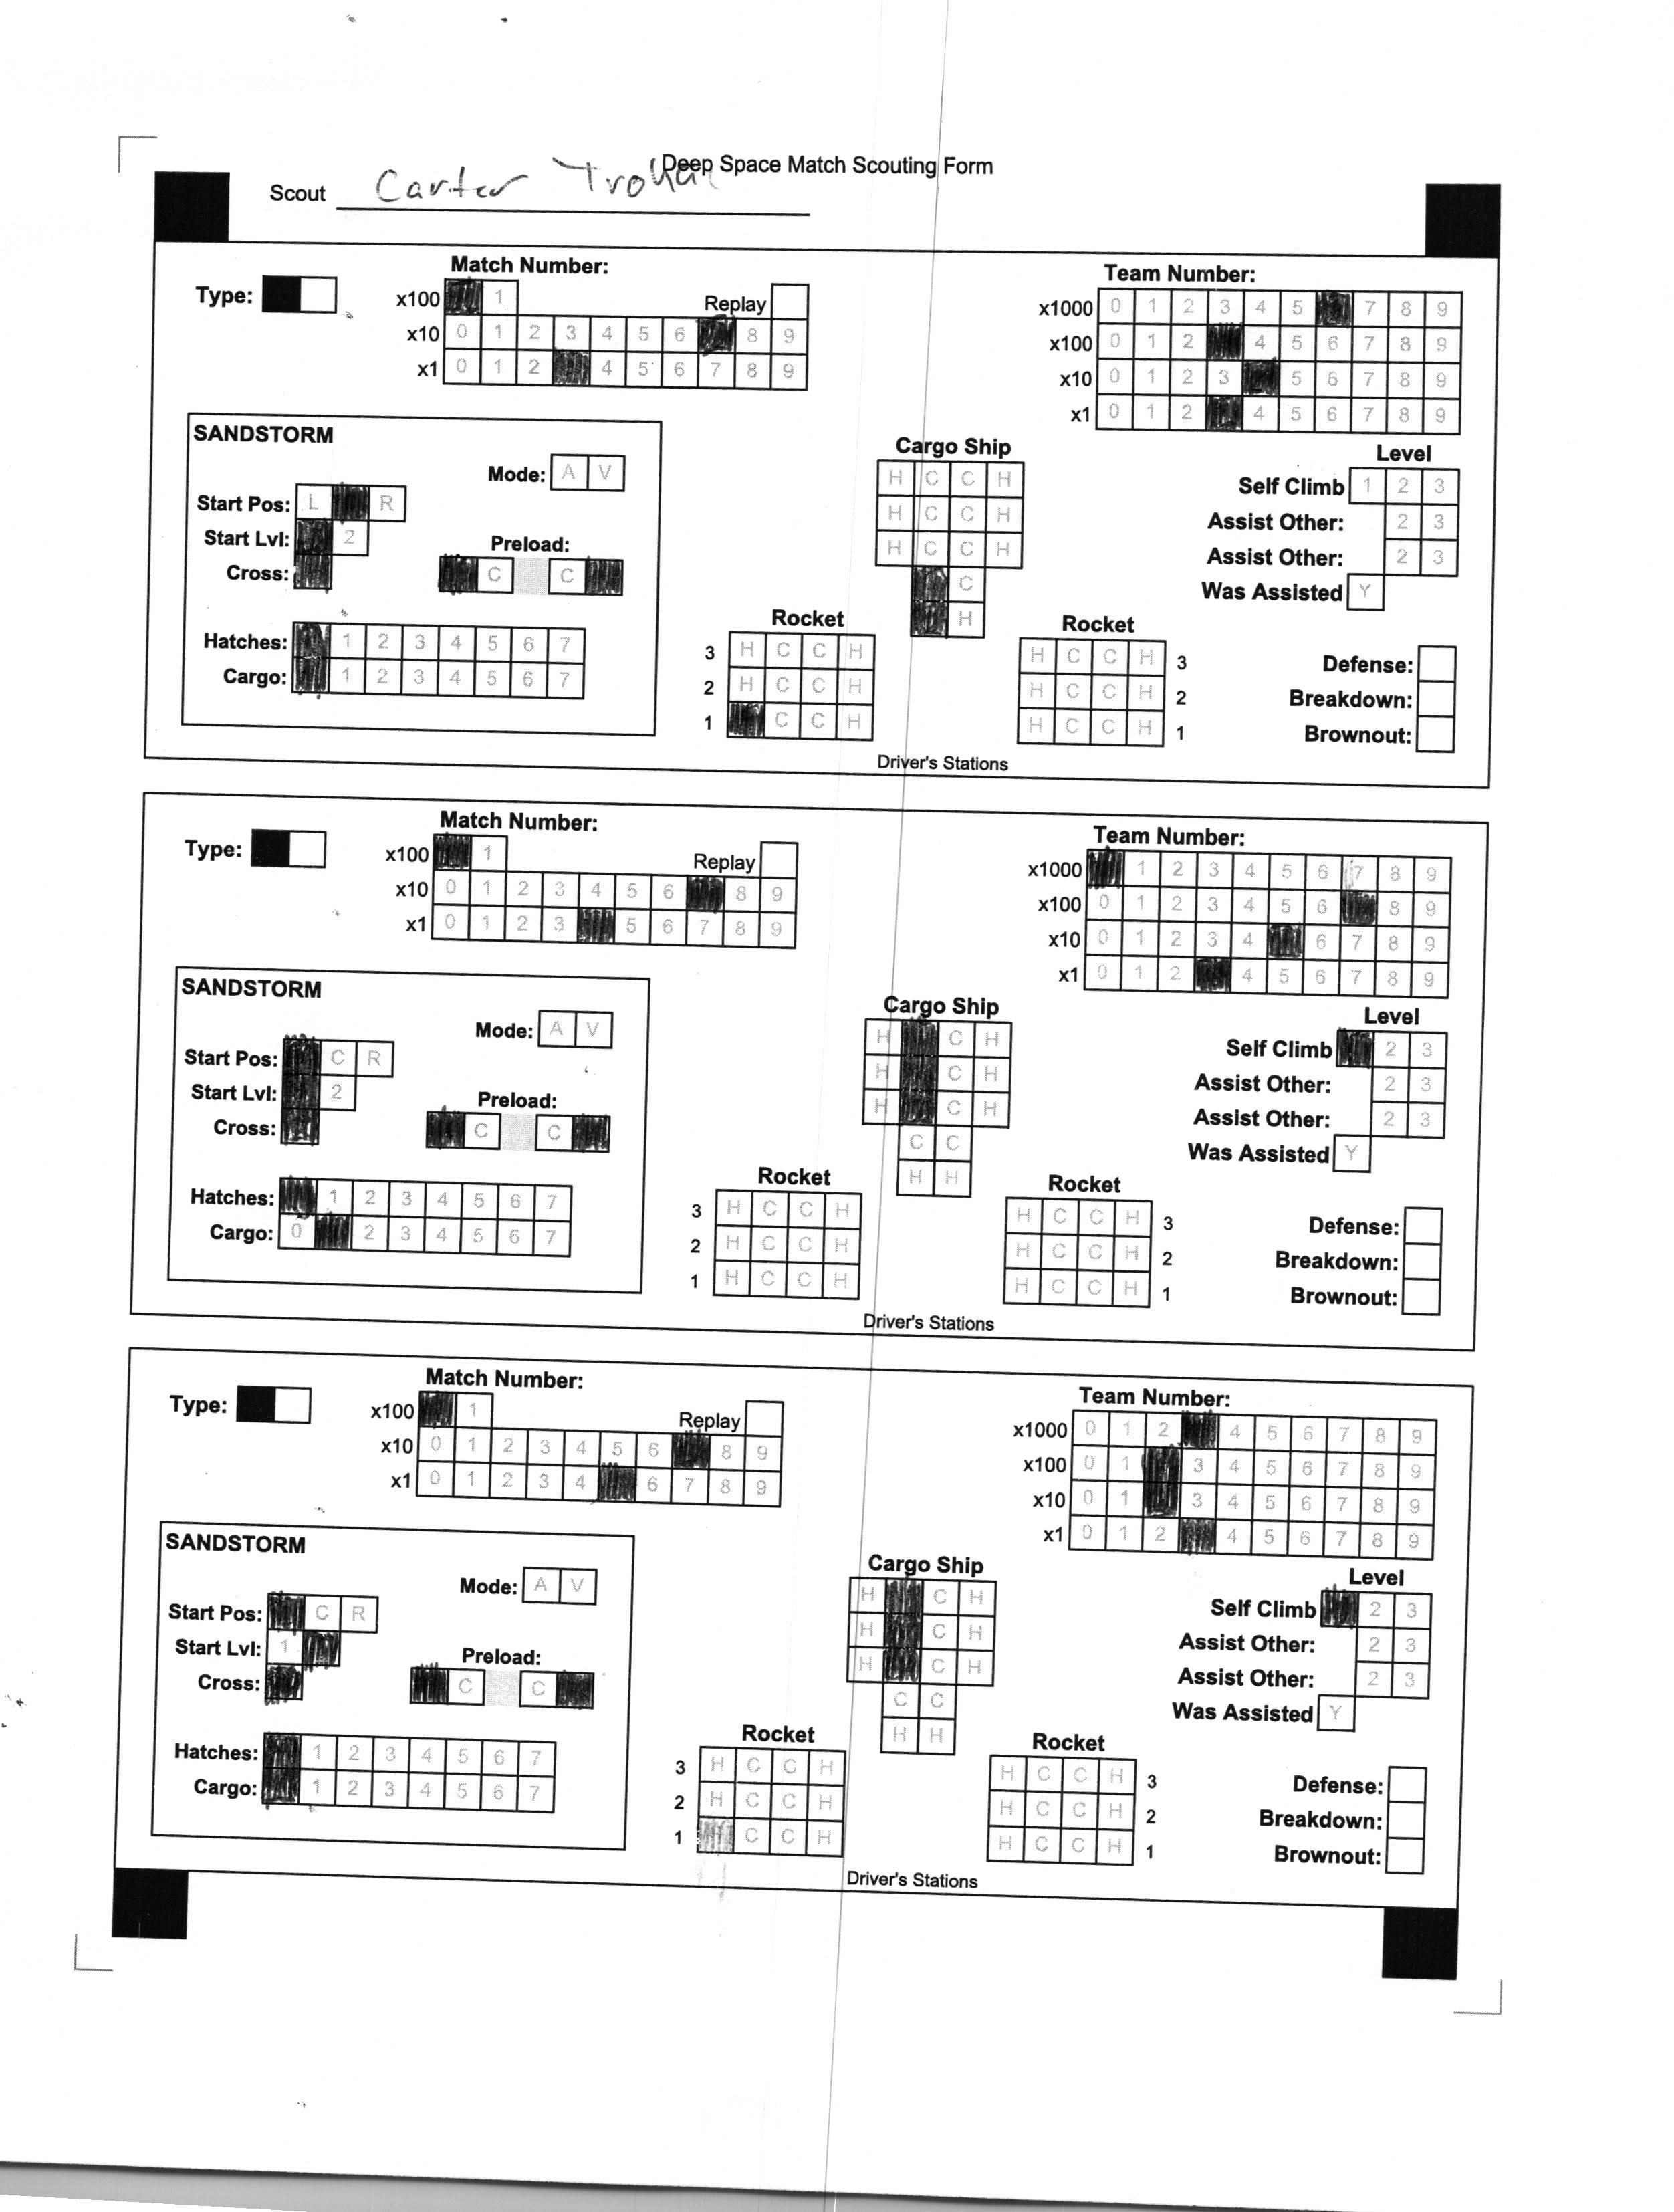 Deep Space Match Scouting Form
Scout Carter
Match Number:
Team Number:
Type:
x100 1
Replay
x10 0 1 2 3 4 5 6 8 9
x1 0 1 2 4 5 6 7 8 9
x1000 0 1 2 3 4 5 7 8 9
x100 0 1 2 4 5 6 7 8 9
x10 0 1 2 3 5 6 7 8 9
x1 0 1 2 4 5 6 7 8 9
SANDSTORM
Mode: A V
Start Pos: L R
Start Lvl: 2
Cross:
Preload:
C C
Hatches: 1 2 3 4 5 6 7
Cargo: 1 2 3 4 5 6 7
Cargo Ship
H C C H
H C C H
H C C H
C
H
Rocket
3 H C C H
2 H C C H
1 C C H
Rocket
H C C H 3
H C C H 2
H C C H 1
Level
Self Climb 1 2 3
Assist Other: 2 3
Assist Other: 2 3
Was Assisted Y
Defense:
Breakdown:
Brownout:
Driver's Stations
Match Number:
Team Number:
Type:
x100 1
Replay
x10 0 1 2 3 4 5 6 8 9
x1 0 1 2 3 5 6 7 8 9
x1000 1 2 3 4 5 6 7 8 9
x100 0 1 2 3 4 5 6 8 9
x10 0 1 2 3 4 6 7 8 9
x1 0 1 2 4 5 6 7 8 9
SANDSTORM
Mode: A V
Start Pos: C R
Start Lvl: 2
Cross:
Preload:
C C
Hatches: 1 2 3 4 5 6 7
Cargo: 0 2 3 4 5 6 7
Cargo Ship
H C H
H C H
H C H
C C
H H
Rocket
3 H C C H
2 H C C H
1 H C C H
Rocket
H C C H 3
H C C H 2
H C C H 1
Level
Self Climb 2 3
Assist Other: 2 3
Assist Other: 2 3
Was Assisted Y
Defense:
Breakdown:
Brownout:
Driver's Stations
Match Number:
Team Number:
Type:
x100 1
Replay
x10 0 1 2 3 4 5 6 8 9
x1 0 1 2 3 4 6 7 8 9
x1000 0 1 2 4 5 6 7 8 9
x100 0 1 3 4 5 6 7 8 9
x10 0 1 3 4 5 6 7 8 9
x1 0 1 2 4 5 6 7 8 9
SANDSTORM
Mode: A V
Start Pos: C R
Start Lvl: 1
Cross:
Preload:
C C
Hatches: 1 2 3 4 5 6 7
Cargo: 1 2 3 4 5 6 7
Cargo Ship
H C H
H C H
H C H
C C
H H
Rocket
3 H C C H
2 H C C H
1 H C C H
Rocket
H C C H 3
H C C H 2
H C C H 1
Level
Self Climb 2 3
Assist Other: 2 3
Assist Other: 2 3
Was Assisted Y
Defense:
Breakdown:
Brownout:
Driver's Stations